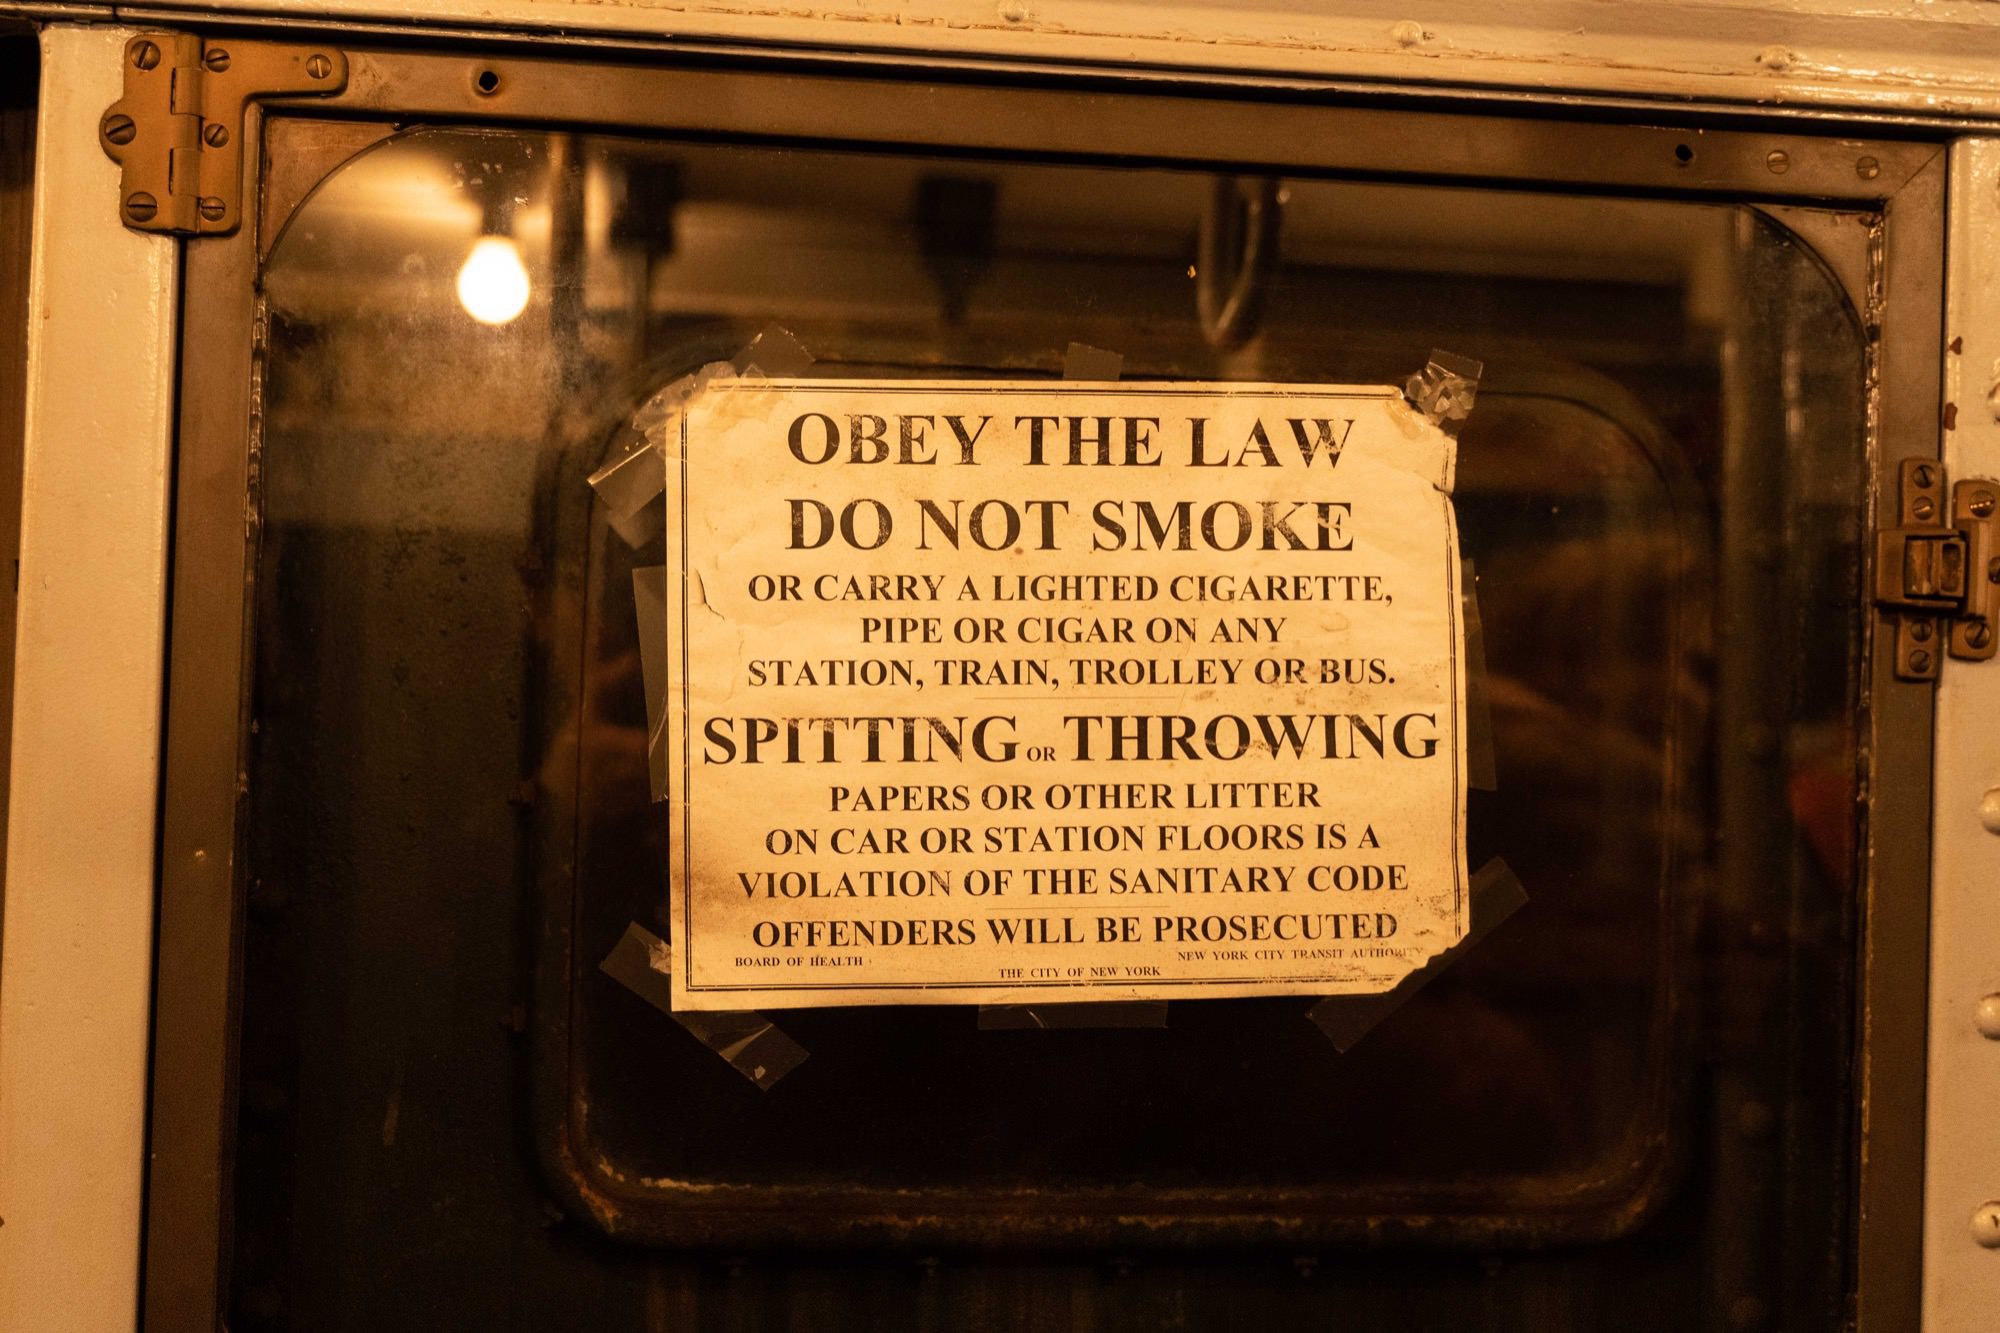 OBEY THE LAW
DO NOT SMOKE
OR CARRY A LIGHTED CIGARETTE,
PIPE OR CIGAR ON ANY
STATION, TRAIN, TROLLEY OR BUS.
SPITTING OR THROWING
PAPERS OR OTHER LITTER
ON CAR OR STATION FLOORS IS A
VIOLATION OF THE SANITARY CODE
OFFENDERS WILL BE PROSECUTED
BOARD OF HEALTH
NEW YORK CITY TRANSIT AUTHORITY
THE CITY OF NEW YORK